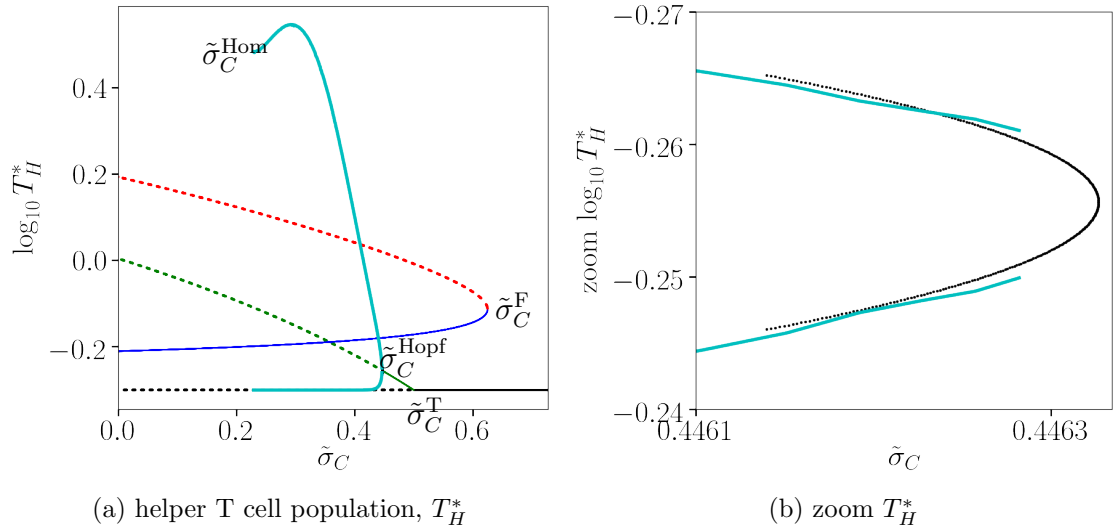 σ̃_C^Hom
σ̃_C^F
σ̃_C^Hopf
σ̃_C^T
log₁₀ T_H^*
0.4
0.2
0.0
−0.2
0.0
0.2
0.4
0.6
σ̃_C
(a) helper T cell population, T_H^*
zoom log₁₀ T_H^*
−0.27
−0.26
−0.25
−0.24
0.4461
0.4463
σ̃_C
(b) zoom T_H^*